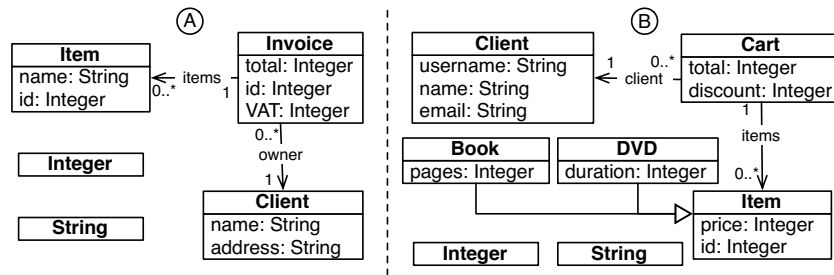 A
Item
name: String
id: Integer
items
0..*
1
Invoice
total: Integer
id: Integer
VAT: Integer
0..*
owner
1
Integer
String
Client
name: String
address: String
B
Client
username: String
name: String
email: String
1
0..*
client
Cart
total: Integer
discount: Integer
1
items
0..*
Book
pages: Integer
DVD
duration: Integer
Item
price: Integer
id: Integer
Integer
String